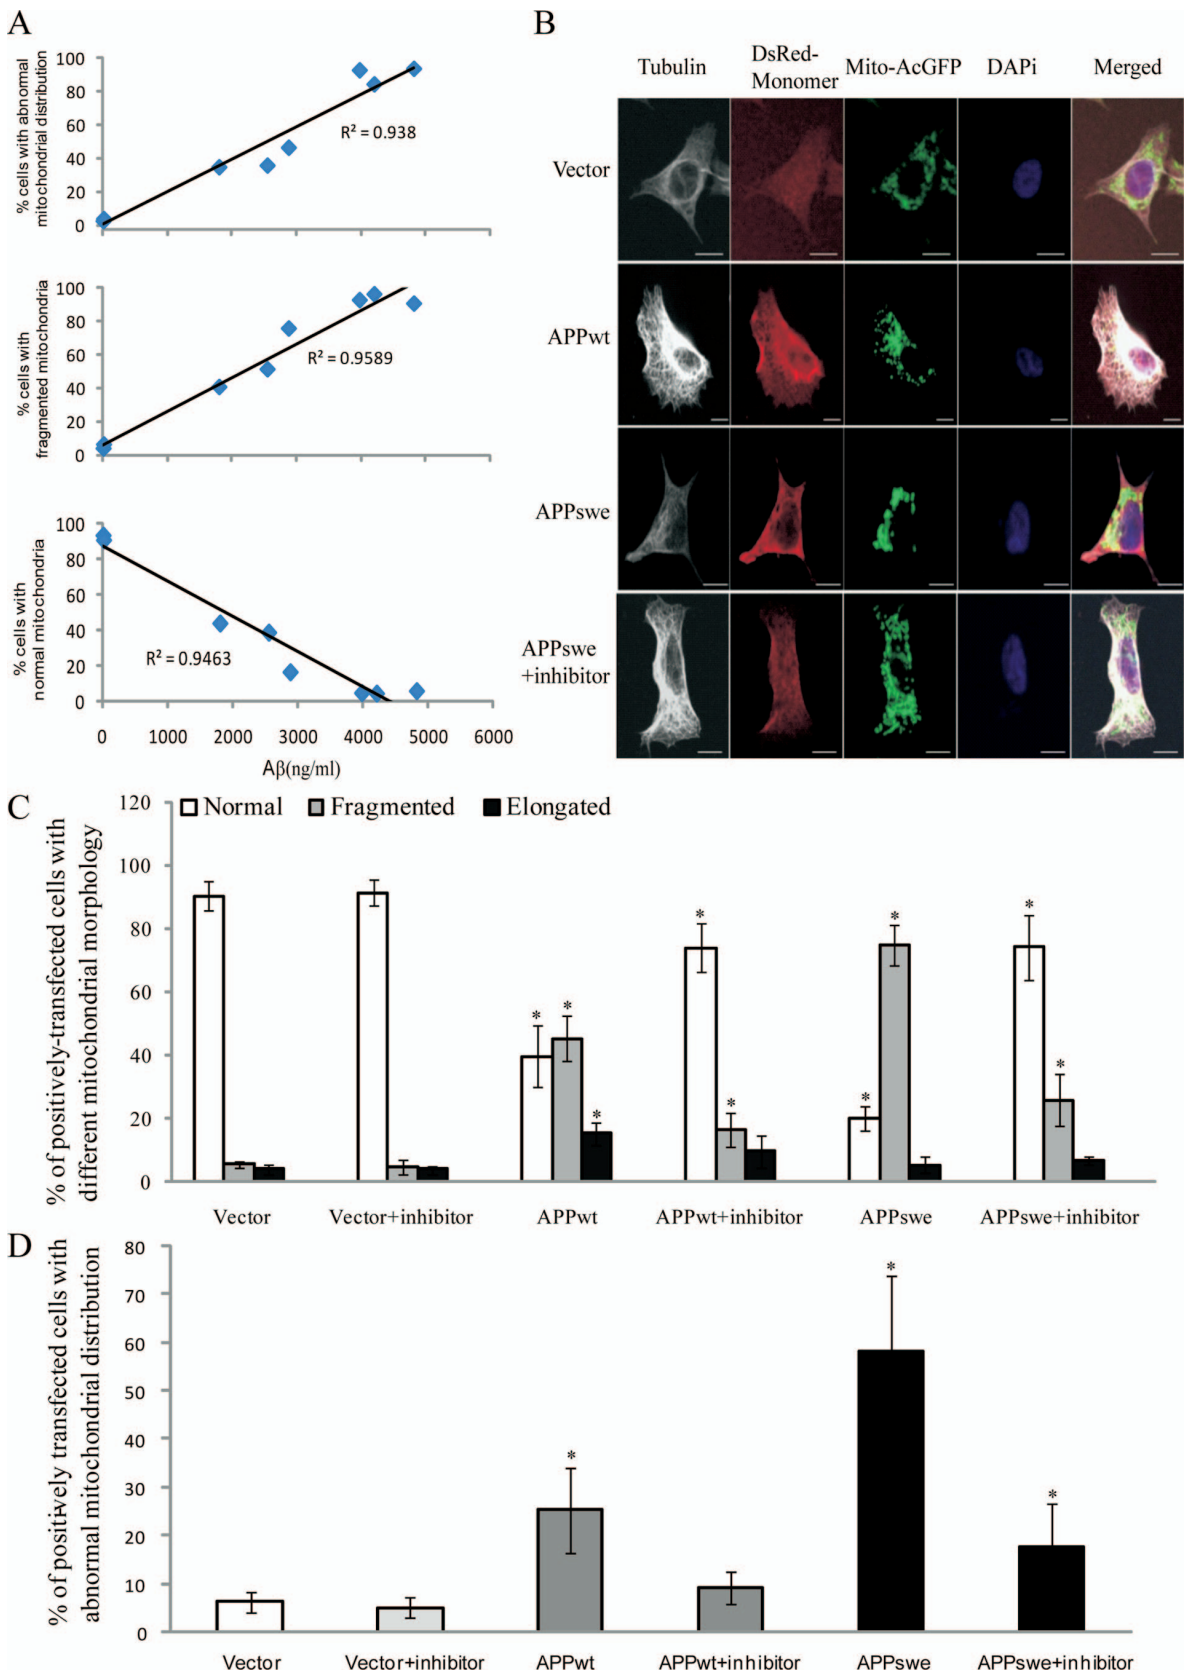 A
% cells with abnormal
mitochondrial distribution
100
80
60
40
20
0
R² = 0.938
% cells with
fragmented mitochondria
100
80
60
40
20
0
R² = 0.9589
% cells with
normal mitochondria
100
80
60
40
20
0
R² = 0.9463
0 1000 2000 3000 4000 5000 6000
Aβ(ng/ml)
B
Tubulin DsRed-Monomer Mito-AcGFP DAPi Merged
Vector
APPwt
APPswe
APPswe
+inhibitor
C
% of positively-transfected cells with
different mitochondrial morphology
Normal Fragmented Elongated
120
100
80
60
40
20
0
* * * * * * * * *
Vector Vector+inhibitor APPwt APPwt+inhibitor APPswe APPswe+inhibitor
D
% of positively transfected cells with
abnormal mitochondrial distribution
80
70
60
50
40
30
20
10
0
* * *
Vector Vector+inhibitor APPwt APPwt+inhibitor APPswe APPswe+inhibitor